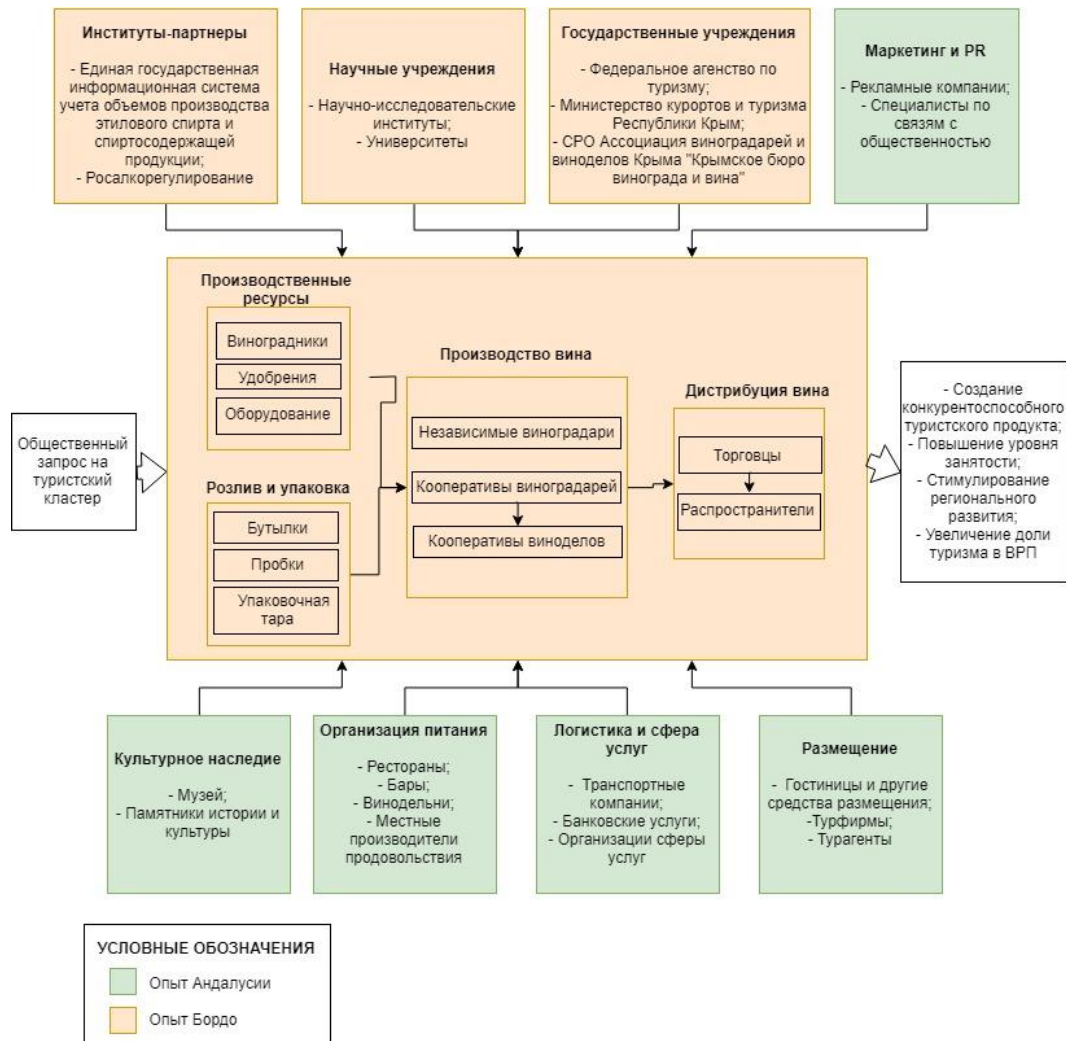 Институты-партнеры
- Единая государственная
информационная система
учета объемов производства
этилового спирта и
спиртосодержащей
продукции;
- Росалкорегулирование
Научные учреждения
- Научно-исследовательские
институты;
- Университеты
Государственные учреждения
- Федеральное агенство по
туризму;
- Министерство курортов и туризма
Республики Крым;
- СРО Ассоциация виноградарей и
виноделов Крыма "Крымское бюро
винограда и вина"
Маркетинг и PR
- Рекламные компании;
- Специалисты по
связям с
общественностью
Общественный
запрос на
туристский
кластер
Производственные
ресурсы
Виноградники
Удобрения
Оборудование
Розлив и упаковка
Бутылки
Пробки
Упаковочная
тара
Производство вина
Независимые виноградари
Кооперативы виноградарей
Кооперативы виноделов
Дистрибуция вина
Торговцы
Распространители
- Создание
конкурентоспособного
туристского продукта;
- Повышение уровня
занятости;
- Стимулирование
регионального
развития;
- Увеличение доли
туризма в ВРП
Культурное наследие
- Музей;
- Памятники истории и
культуры
Организация питания
- Рестораны;
- Бары;
- Винодельни;
- Местные
производители
продовольствия
Логистика и сфера
услуг
- Транспортные
компании;
- Банковские услуги;
- Организации сферы
услуг
Размещение
- Гостиницы и другие
средства размещения;
-Турфирмы;
- Турагенты
УСЛОВНЫЕ ОБОЗНАЧЕНИЯ
Опыт Андалусии
Опыт Бордо